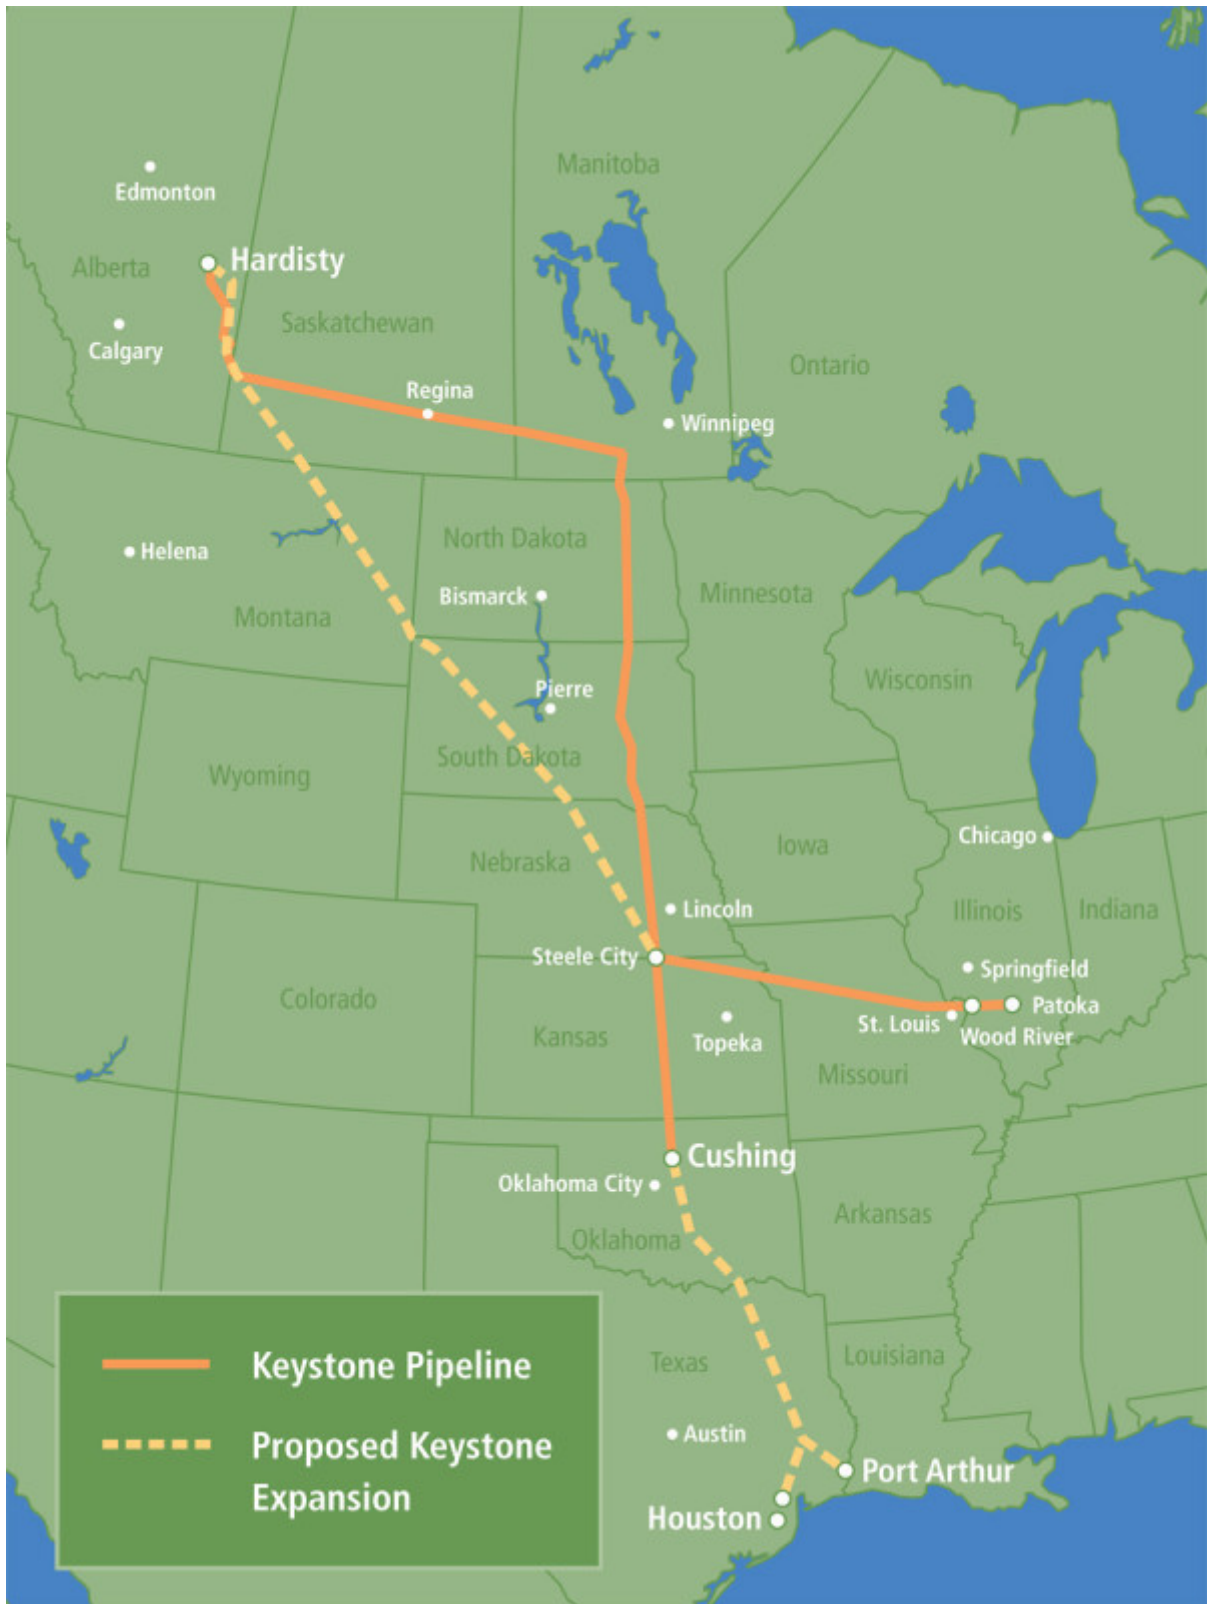 Manitoba
Edmonton
Hardisty
Alberta
Saskatchewan
Calgary
Ontario
Regina
Winnipeg
North Dakota
Helena
Minnesota
Bismarck
Montana
Wisconsin
Pierre
South Dakota
Wyoming
Chicago
Iowa
Nebraska
Lincoln
Illinois
Indiana
Steele City
Springfield
Colorado
Patoka
St. Louis
Wood River
Kansas
Topeka
Missouri
Cushing
Oklahoma City
Arkansas
Oklahoma
Louisiana
Texas
Keystone Pipeline
Austin
Proposed Keystone
Expansion
Port Arthur
Houston